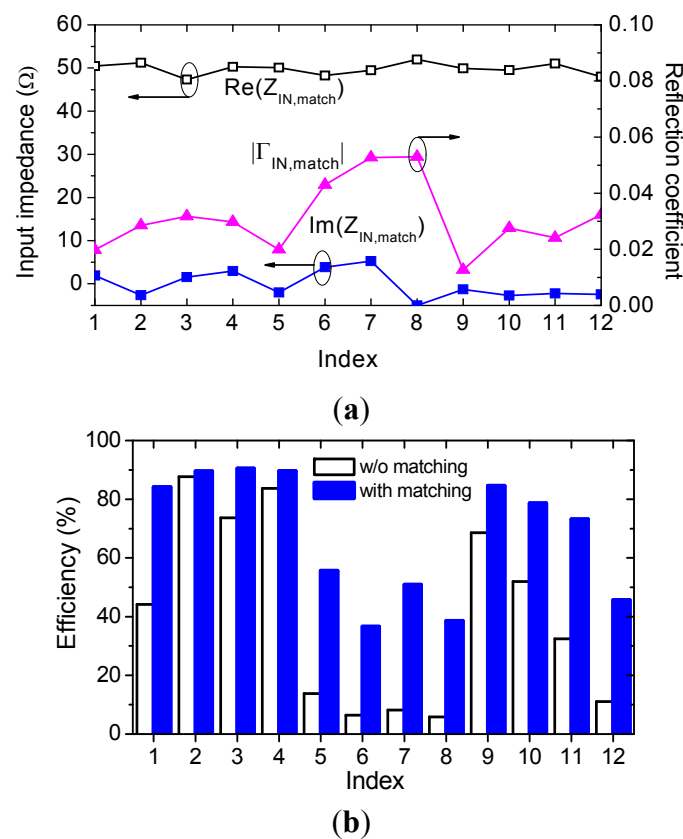 60
50
40
30
20
10
0
Input impedance (Ω)
0.10
0.08
0.06
0.04
0.02
0.00
Reflection coefficient
Re(Z_IN,match)
|Γ_IN,match|
Im(Z_IN,match)
1 2 3 4 5 6 7 8 9 10 11 12
Index
(a)
100
80
60
40
20
0
Efficiency (%)
w/o matching
with matching
1 2 3 4 5 6 7 8 9 10 11 12
Index
(b)